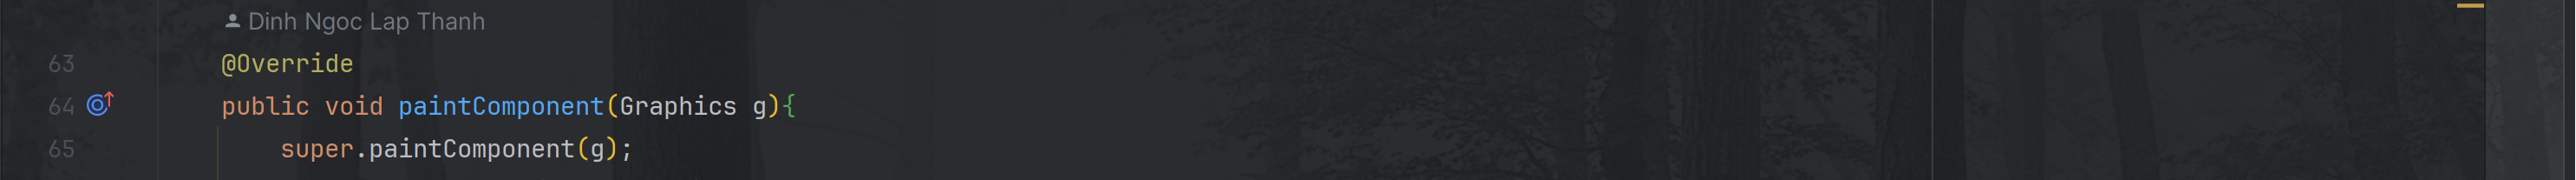 Dinh Ngoc Lap Thanh
63 @Override
64 public void paintComponent(Graphics g){
65 super.paintComponent(g);